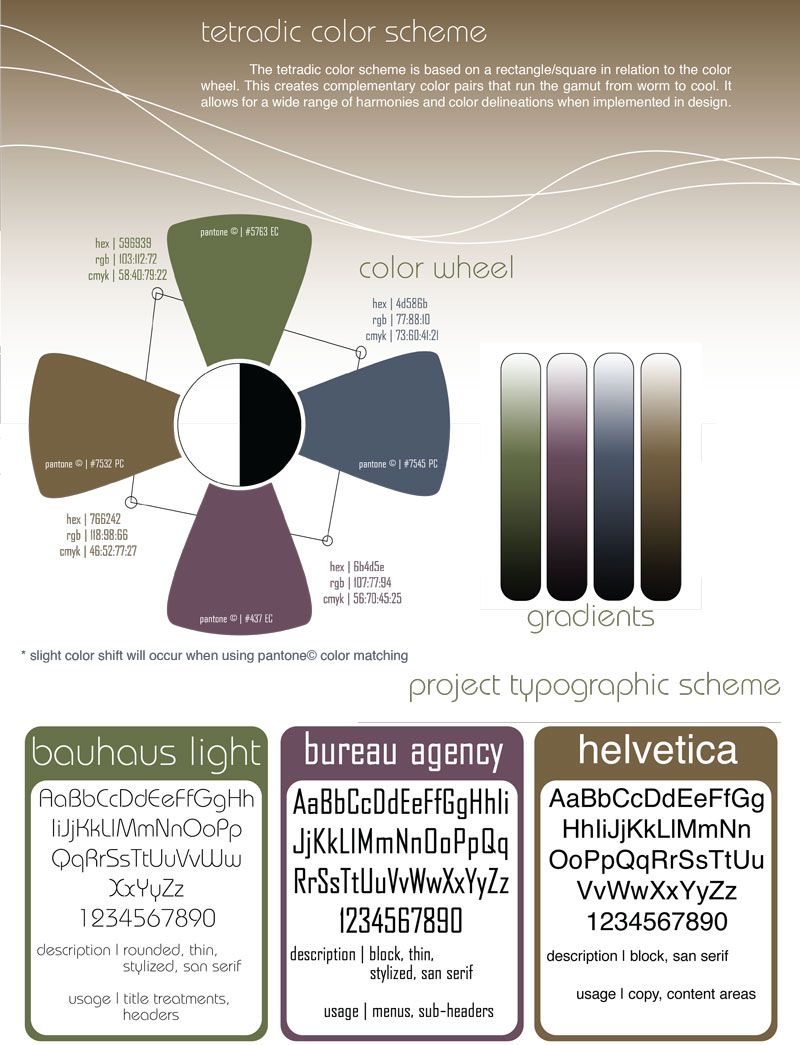 tetradic color scheme
The tetradic color scheme is based on a rectangle/square in relation to the color
wheel. This creates complementary color pairs that run the gamut from worm to cool. It
allows for a wide range of harmonies and color delineations when implemented in design.
pantone © | #5763 EC
hex | 596939
rgb | 103:112:72
cmyk | 58:40:79:22
color wheel
hex | 4d586b
rgb | 77:88:10
cmyk | 73:60:41:21
pantone © | #7532 PC
pantone © | #7545 PC
hex | 766242
rgb | 118:98:66
cmyk | 46:52:77:27
hex | 6b4d5e
rgb | 107:77:94
cmyk | 56:70:45:25
pantone © | #437 EC
gradients
* slight color shift will occur when using pantone© color matching
project typographic scheme
bauhaus light
AaBbCcDdEeFfGgHh
IiJjKkLlMmNnOoPp
QqRrSsTtUuVvWw
XxYyZz
1234567890
description | rounded, thin,
stylized, san serif
usage | title treatments,
headers
bureau agency
AaBbCcDdEeFfGgHhIi
JjKkLlMmNnOoPpQq
RrSsTtUuVvWwXxYyZz
1234567890
description | block, thin,
stylized, san serif
usage | menus, sub-headers
helvetica
AaBbCcDdEeFfGg
HhIiJjKkLlMmNn
OoPpQqRrSsTtUu
VvWwXxYyZz
1234567890
description | block, san serif
usage | copy, content areas